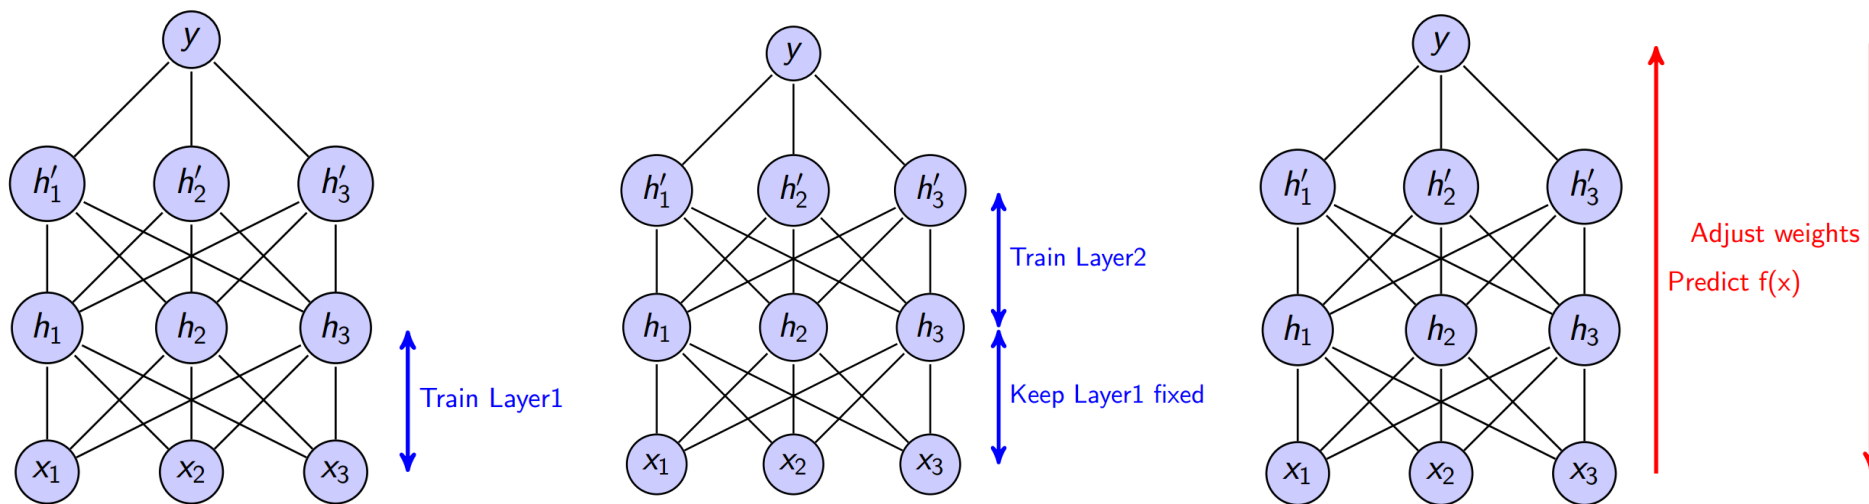 y
h′₁ h′₂ h′₃
h₁ h₂ h₃
Train Layer1
x₁ x₂ x₃
y
h′₁ h′₂ h′₃
Train Layer2
h₁ h₂ h₃
Keep Layer1 fixed
x₁ x₂ x₃
y
h′₁ h′₂ h′₃
Adjust weights
Predict f(x)
h₁ h₂ h₃
x₁ x₂ x₃